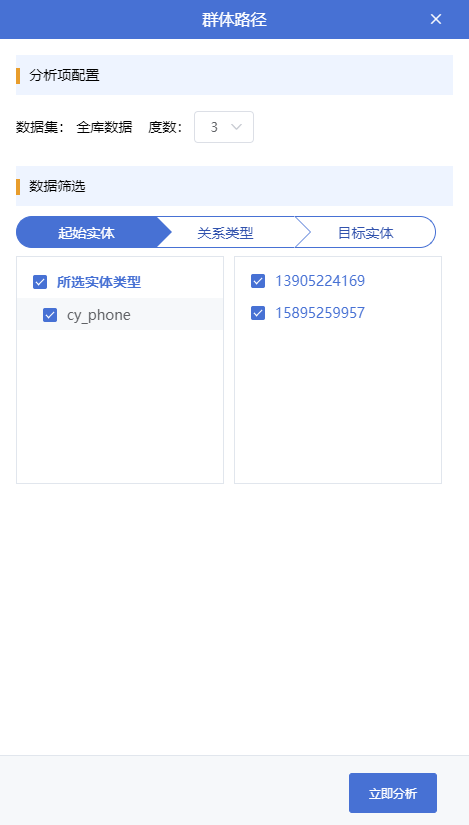 群体路径
分析项配置
数据集： 全库数据 度数： 3
数据筛选
起始实体 关系类型 目标实体
所选实体类型
cy_phone
13905224169
15895259957
立即分析